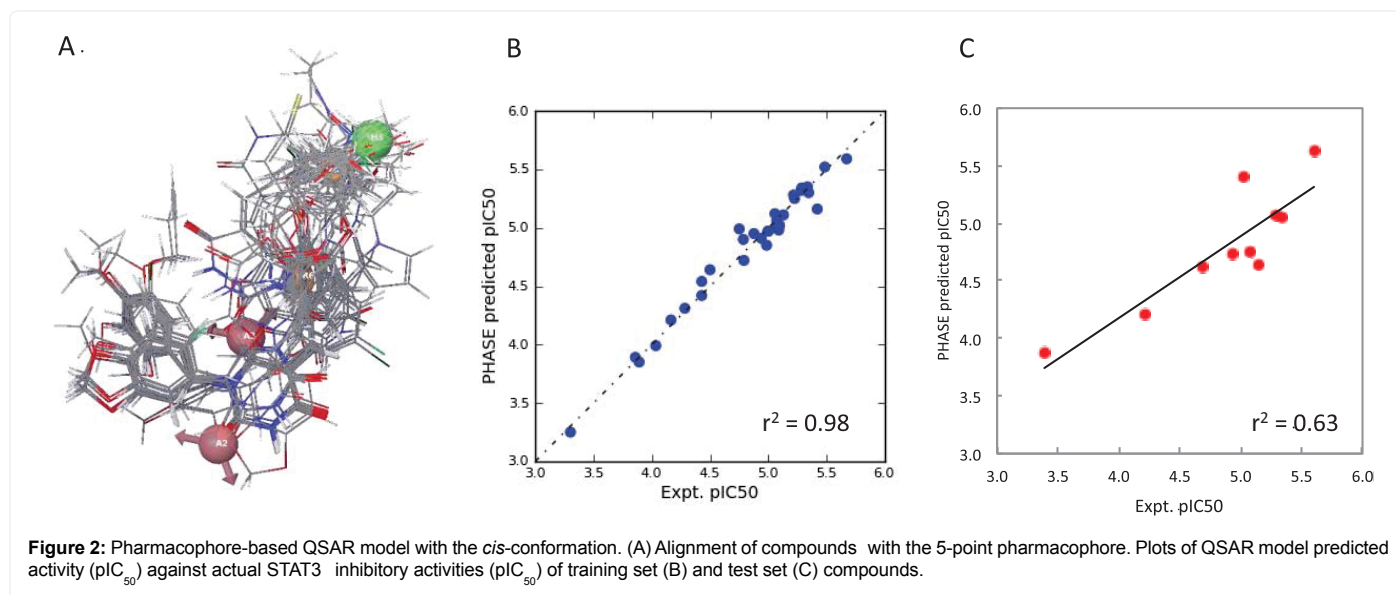 A .
H5
A2
B
6.0
5.5
5.0
4.5
4.0
3.5
3.0
3.0 3.5 4.0 4.5 5.0 5.5 6.0
PHASE predicted pIC50
Expt. pIC50
r² = 0.98
C
6.0
5.5
5.0
4.5
4.0
3.5
3.0
3.0 3.5 4.0 4.5 5.0 5.5 6.0
PHASE predicted pIC50
Expt. pIC50
r² = 0.63
Figure 2: Pharmacophore-based QSAR model with the cis-conformation. (A) Alignment of compounds with the 5-point pharmacophore. Plots of QSAR model predicted
activity (pIC₅₀) against actual STAT3 inhibitory activities (pIC₅₀) of training set (B) and test set (C) compounds.